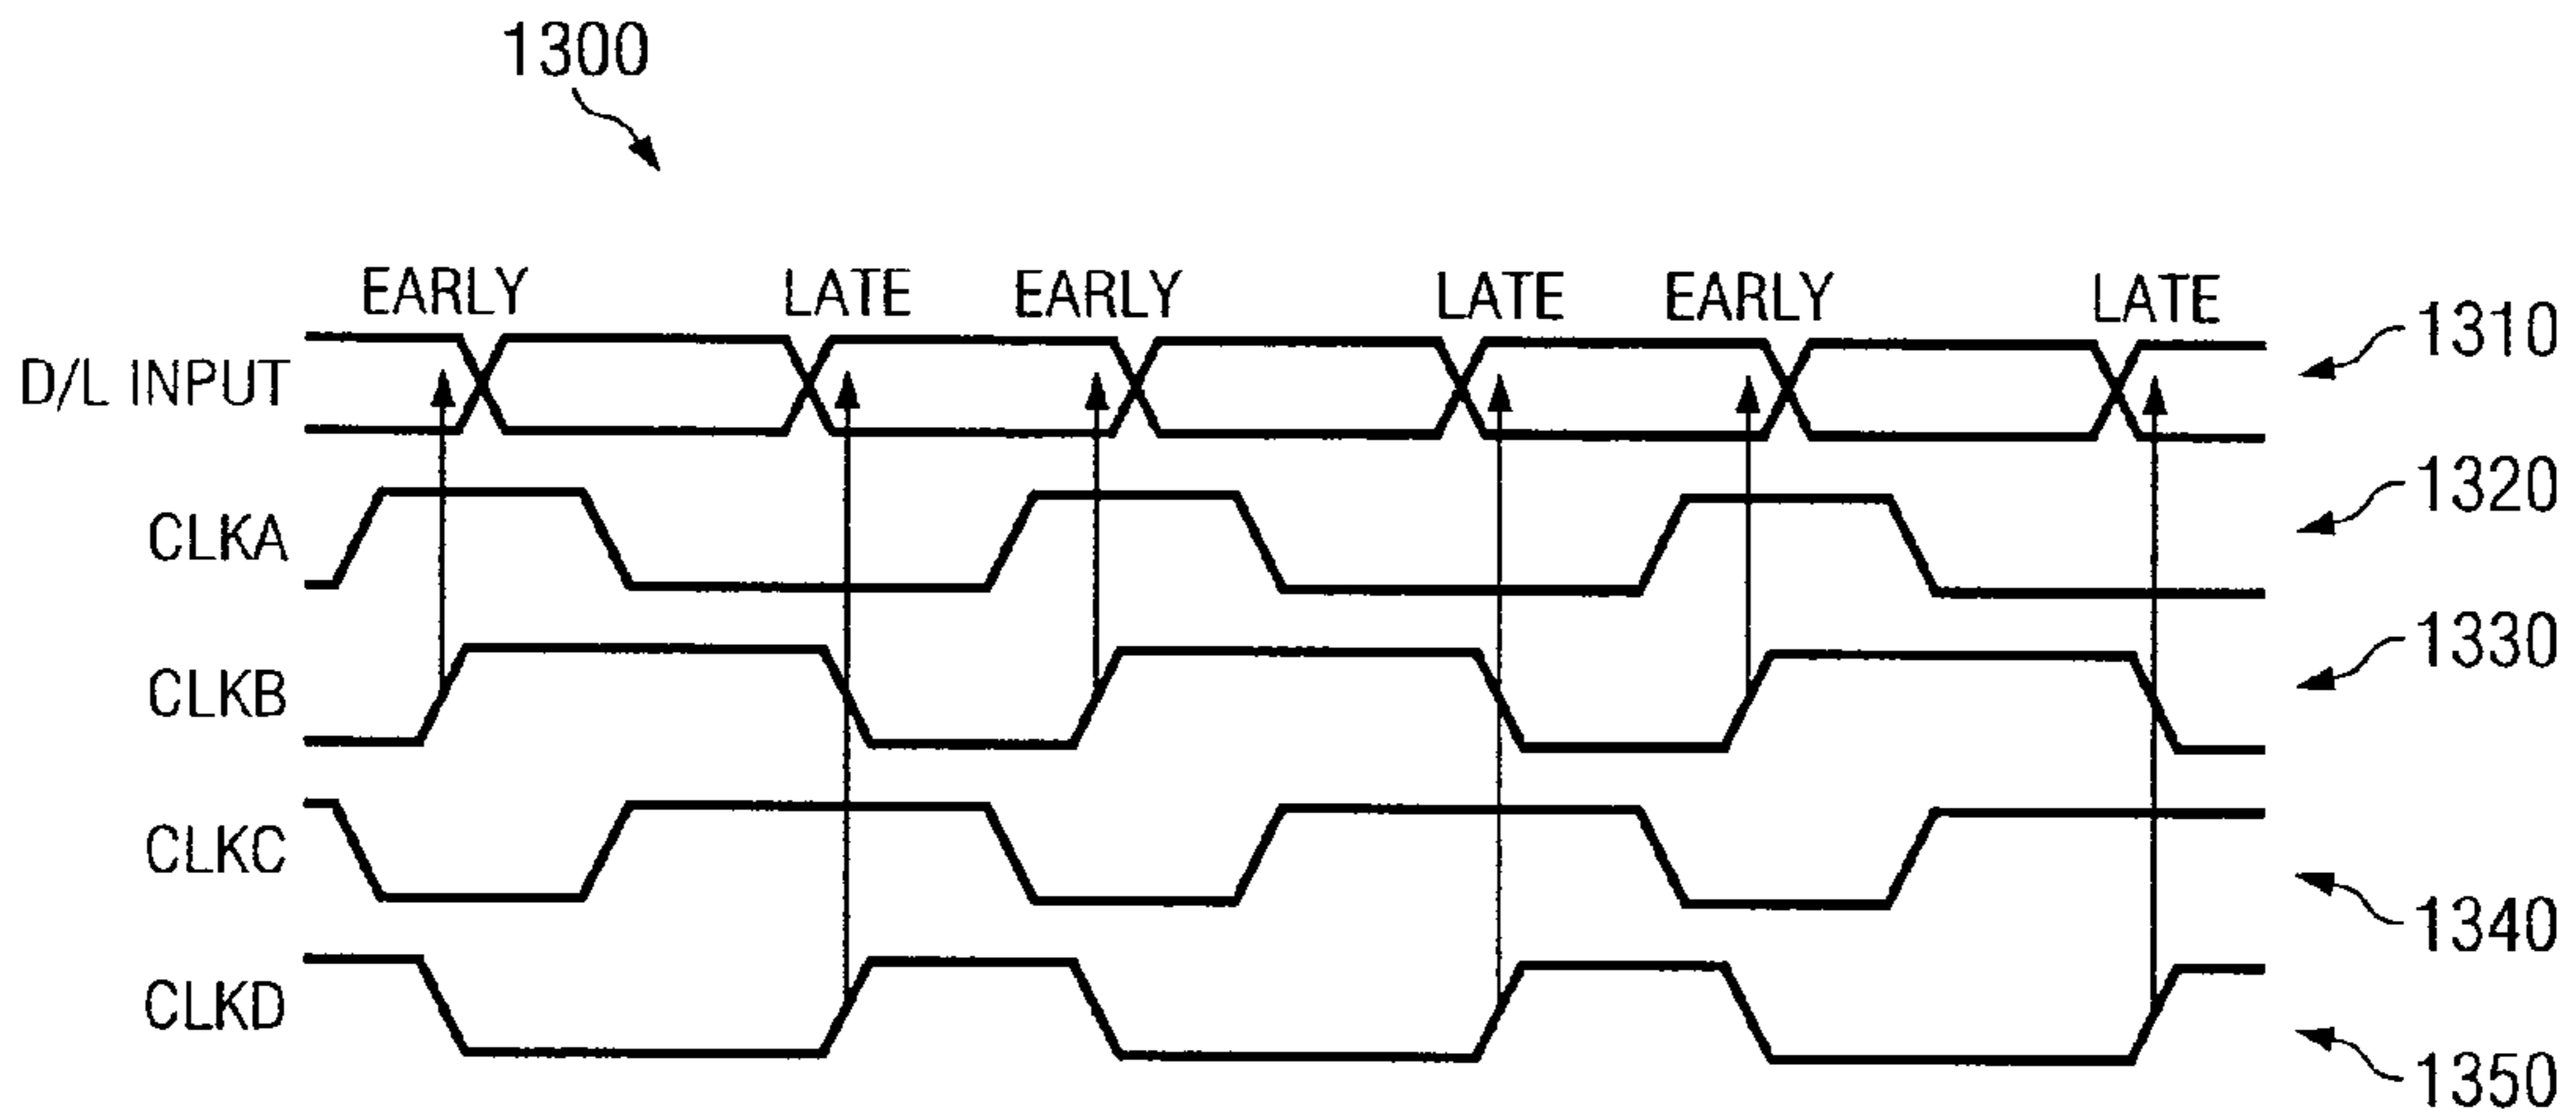 1300
EARLY LATE EARLY LATE EARLY LATE
D/L INPUT 1310
CLKA 1320
CLKB 1330
CLKC 1340
CLKD 1350